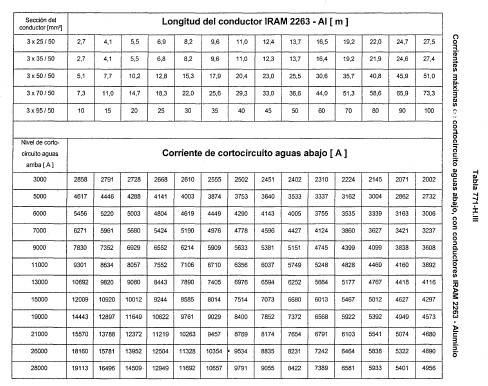 Tabla 771-H.III
Corrientes máximas de cortocircuito aguas abajo, con conductores IRAM 2263 - Aluminio
Sección del conductor [mm²] Longitud del conductor IRAM 2263 - Al [ m ]
3 x 25 / 50 2,7 4,1 5,5 6,9 8,2 9,6 11,0 12,4 13,7 16,5 19,2 22,0 24,7 27,5
3 x 35 / 50 2,7 4,1 5,5 6,8 8,2 9,6 11,0 12,3 13,7 16,4 19,2 21,9 24,6 27,4
3 x 50 / 50 5,1 7,7 10,2 12,8 15,3 17,9 20,4 23,0 25,5 30,6 35,7 40,8 45,9 51,0
3 x 70 / 50 7,3 11,0 14,7 18,3 22,0 25,6 29,3 33,0 36,6 44,0 51,3 58,6 65,9 73,3
3 x 95 / 50 10 15 20 25 30 35 40 45 50 60 70 80 90 100
Nivel de corto-
circuito aguas
arriba [ A ] Corriente de cortocircuito aguas abajo [ A ]
3000 2858 2791 2728 2668 2610 2555 2502 2451 2402 2310 2224 2145 2071 2002
5000 4617 4446 4288 4141 4003 3874 3753 3640 3533 3337 3162 3004 2862 2732
6000 5456 5220 5003 4804 4619 4449 4290 4143 4005 3755 3535 3339 3163 3006
7000 6271 5961 5680 5424 5190 4976 4778 4596 4427 4124 3860 3627 3421 3237
9000 7830 7352 6929 6552 6214 5909 5633 5381 5151 4745 4399 4099 3838 3608
11000 9301 8634 8057 7552 7106 6710 6356 6037 5749 5248 4828 4469 4160 3892
13000 10692 9820 9080 8443 7890 7405 6976 6594 6252 5664 5177 4767 4418 4116
15000 12009 10920 10012 9244 8585 8014 7514 7073 6680 6013 5467 5012 4627 4297
19000 14443 12897 11649 10622 9761 9029 8400 7852 7372 6568 5922 5392 4949 4573
21000 15570 13788 12372 11219 10263 9457 8769 8174 7654 6791 6103 5541 5074 4680
26000 18160 15781 13952 12504 11328 10354 9534 8835 8231 7242 6464 5838 5322 4890
28000 19113 16496 14509 12949 11692 10657 9791 9055 8422 7389 6581 5933 5401 4956